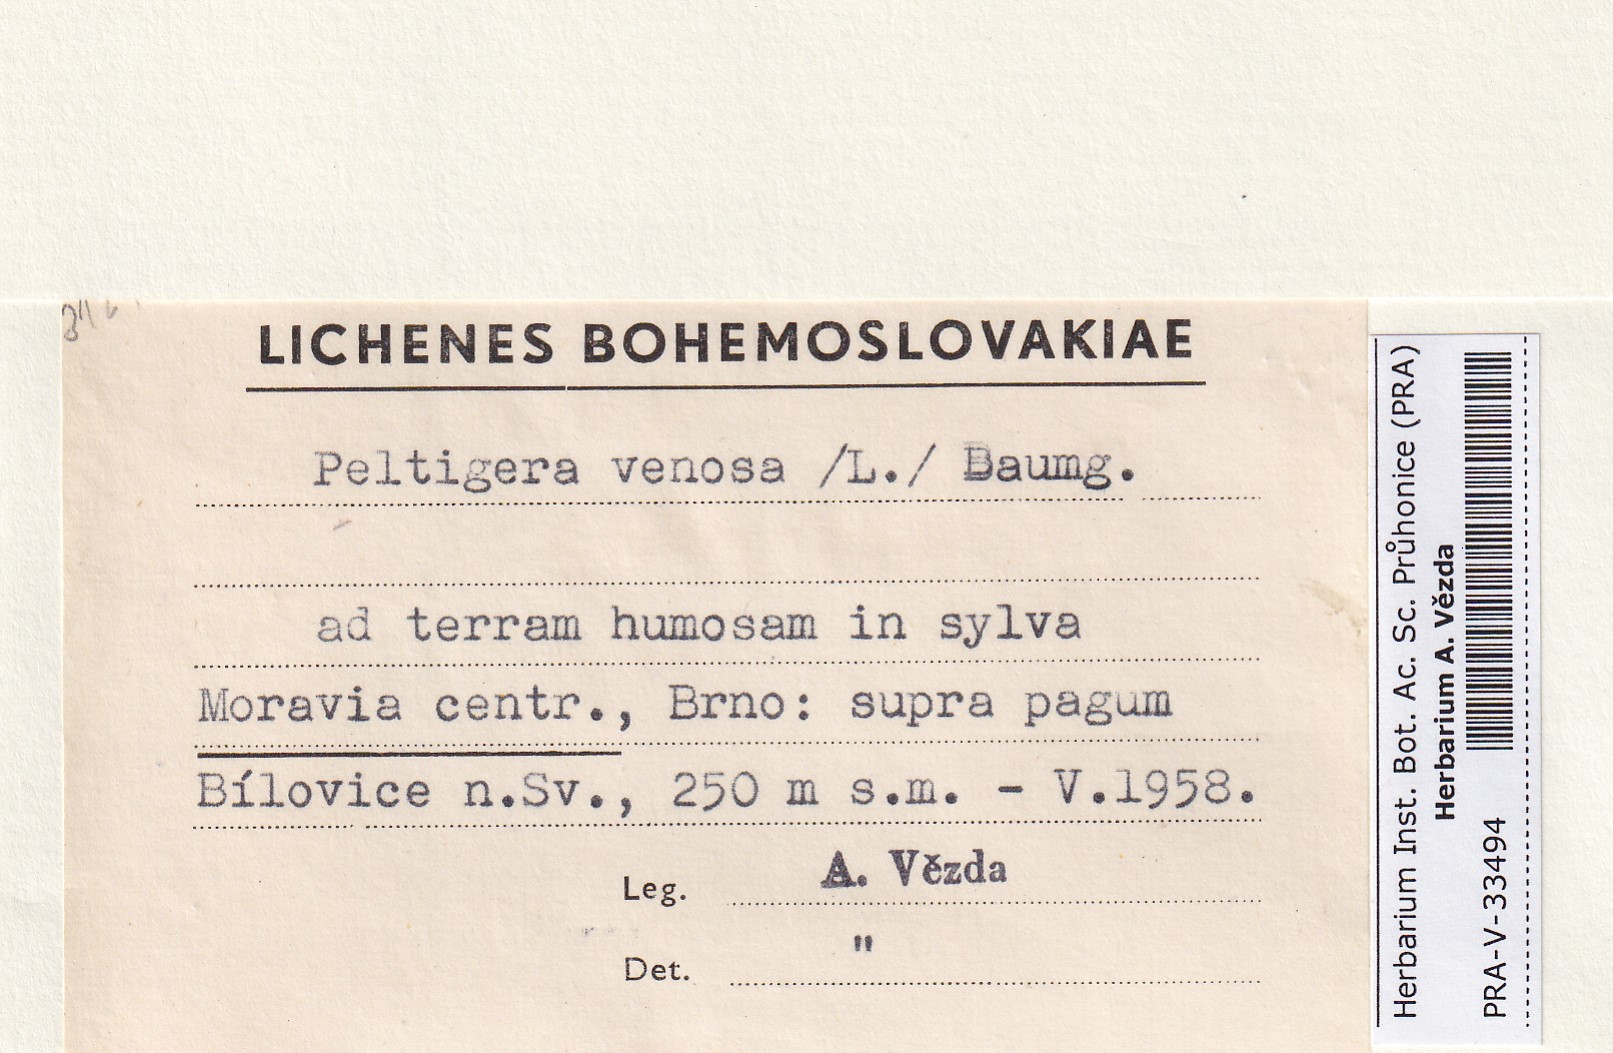 LICHENES BOHEMOSLOVAKIAE
Peltigera venosa /L./ Baumg.
ad terram humosam in sylva
Moravia centr., Brno: supra pagum
Bílovice n.Sv., 250 m s.m. - V.1958.
Leg. A. Vězda
Det. "
Herbarium Inst. Bot. Ac. Sc. Průhonice (PRA)
Herbarium A. Vězda
PRA-V-33494